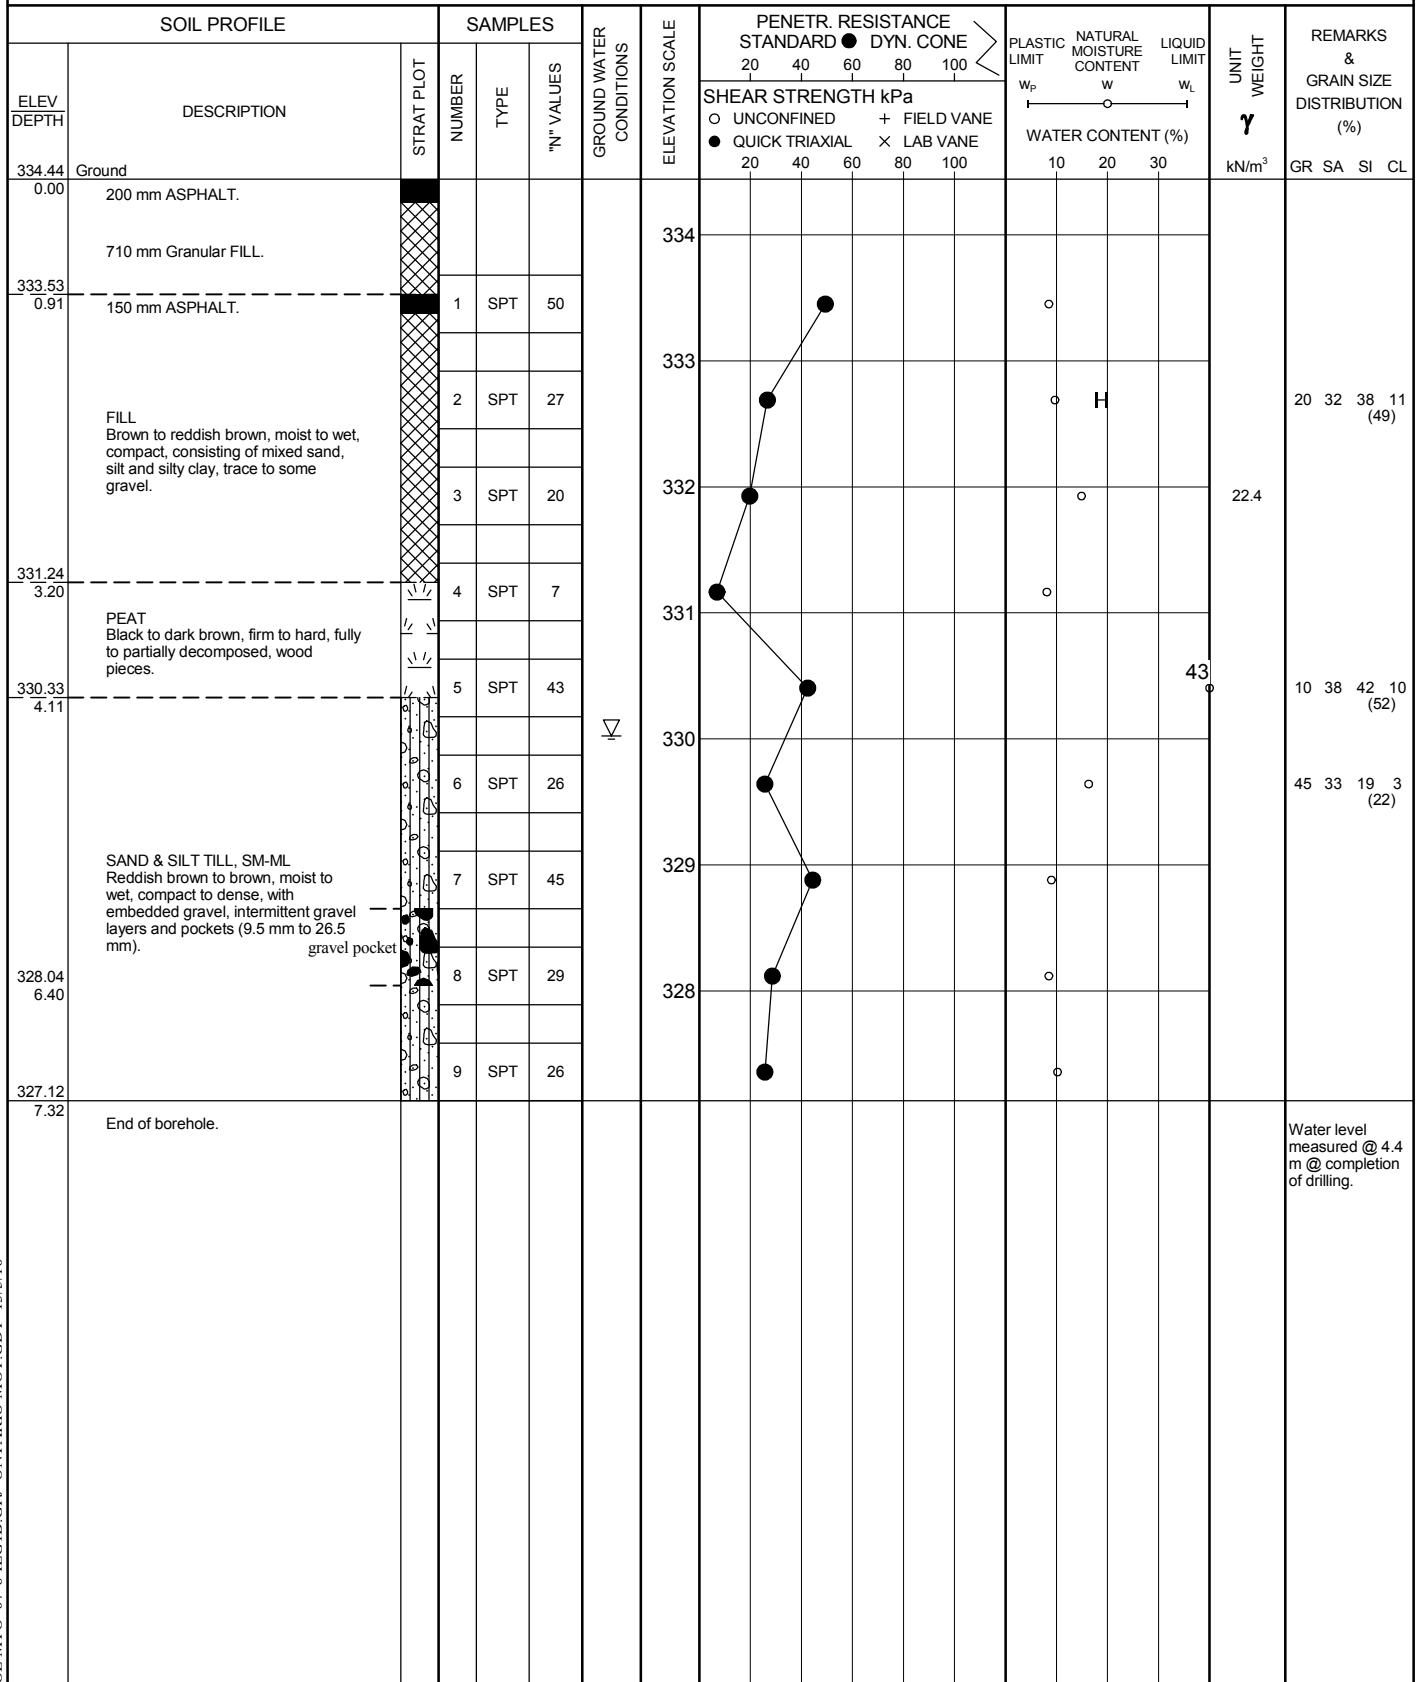 SOIL PROFILE
SAMPLES
GROUND WATER
CONDITIONS
ELEVATION SCALE
PENETR. RESISTANCE
STANDARD ● DYN. CONE
20 40 60 80 100
SHEAR STRENGTH kPa
○ UNCONFINED + FIELD VANE
● QUICK TRIAXIAL × LAB VANE
20 40 60 80 100
PLASTIC
LIMIT
NATURAL
MOISTURE
CONTENT
LIQUID
LIMIT
WP W WL
WATER CONTENT (%)
10 20 30
UNIT
WEIGHT
γ
kN/m³
REMARKS
&
GRAIN SIZE
DISTRIBUTION
(%)
GR SA SI CL
ELEV
DEPTH
DESCRIPTION
STRAT PLOT
NUMBER
TYPE
"N" VALUES
334.44 Ground
0.00
200 mm ASPHALT.
334
710 mm Granular FILL.
333.53
0.91
150 mm ASPHALT.
1 SPT 50
333
2 SPT 27
20 32 38 11
(49)
FILL
Brown to reddish brown, moist to wet,
compact, consisting of mixed sand,
silt and silty clay, trace to some
gravel.
332
3 SPT 20
22.4
331.24
3.20
4 SPT 7
331
PEAT
Black to dark brown, firm to hard, fully
to partially decomposed, wood
pieces.
43
330.33
4.11
5 SPT 43
10 38 42 10
(52)
330
6 SPT 26
45 33 19 3
(22)
329
SAND & SILT TILL, SM-ML
Reddish brown to brown, moist to
wet, compact to dense, with
embedded gravel, intermittent gravel
layers and pockets (9.5 mm to 26.5
mm).
gravel pocket
7 SPT 45
328.04
6.40
8 SPT 29
328
9 SPT 26
327.12
7.32
End of borehole.
Water level
measured @ 4.4
m @ completion
of drilling.